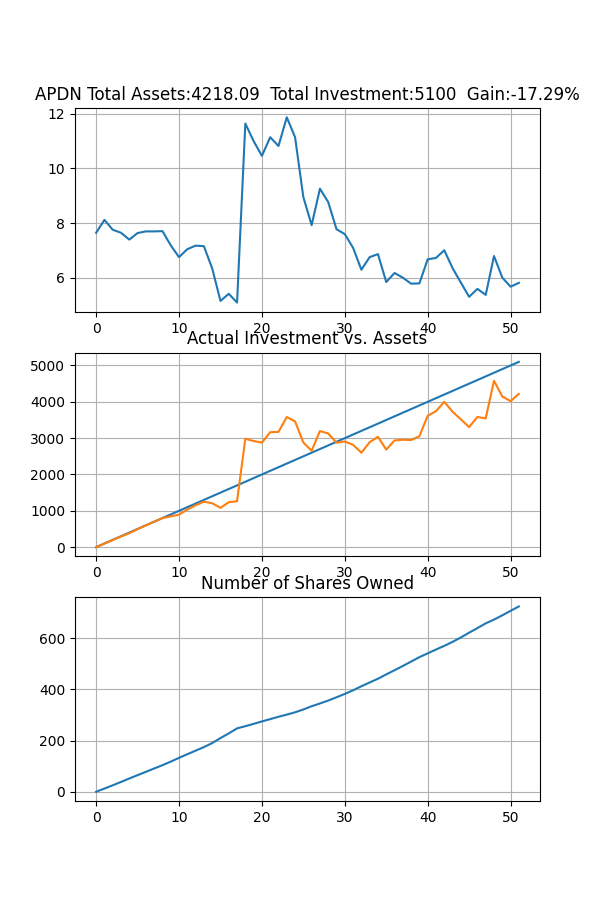 APDN Total Assets:4218.09  Total Investment:5100  Gain:-17.29%
12
10
8
6
0 10 20 30 40 50
Actual Investment vs. Assets
5000
4000
3000
2000
1000
0
0 10 20 30 40 50
Number of Shares Owned
600
400
200
0
0 10 20 30 40 50